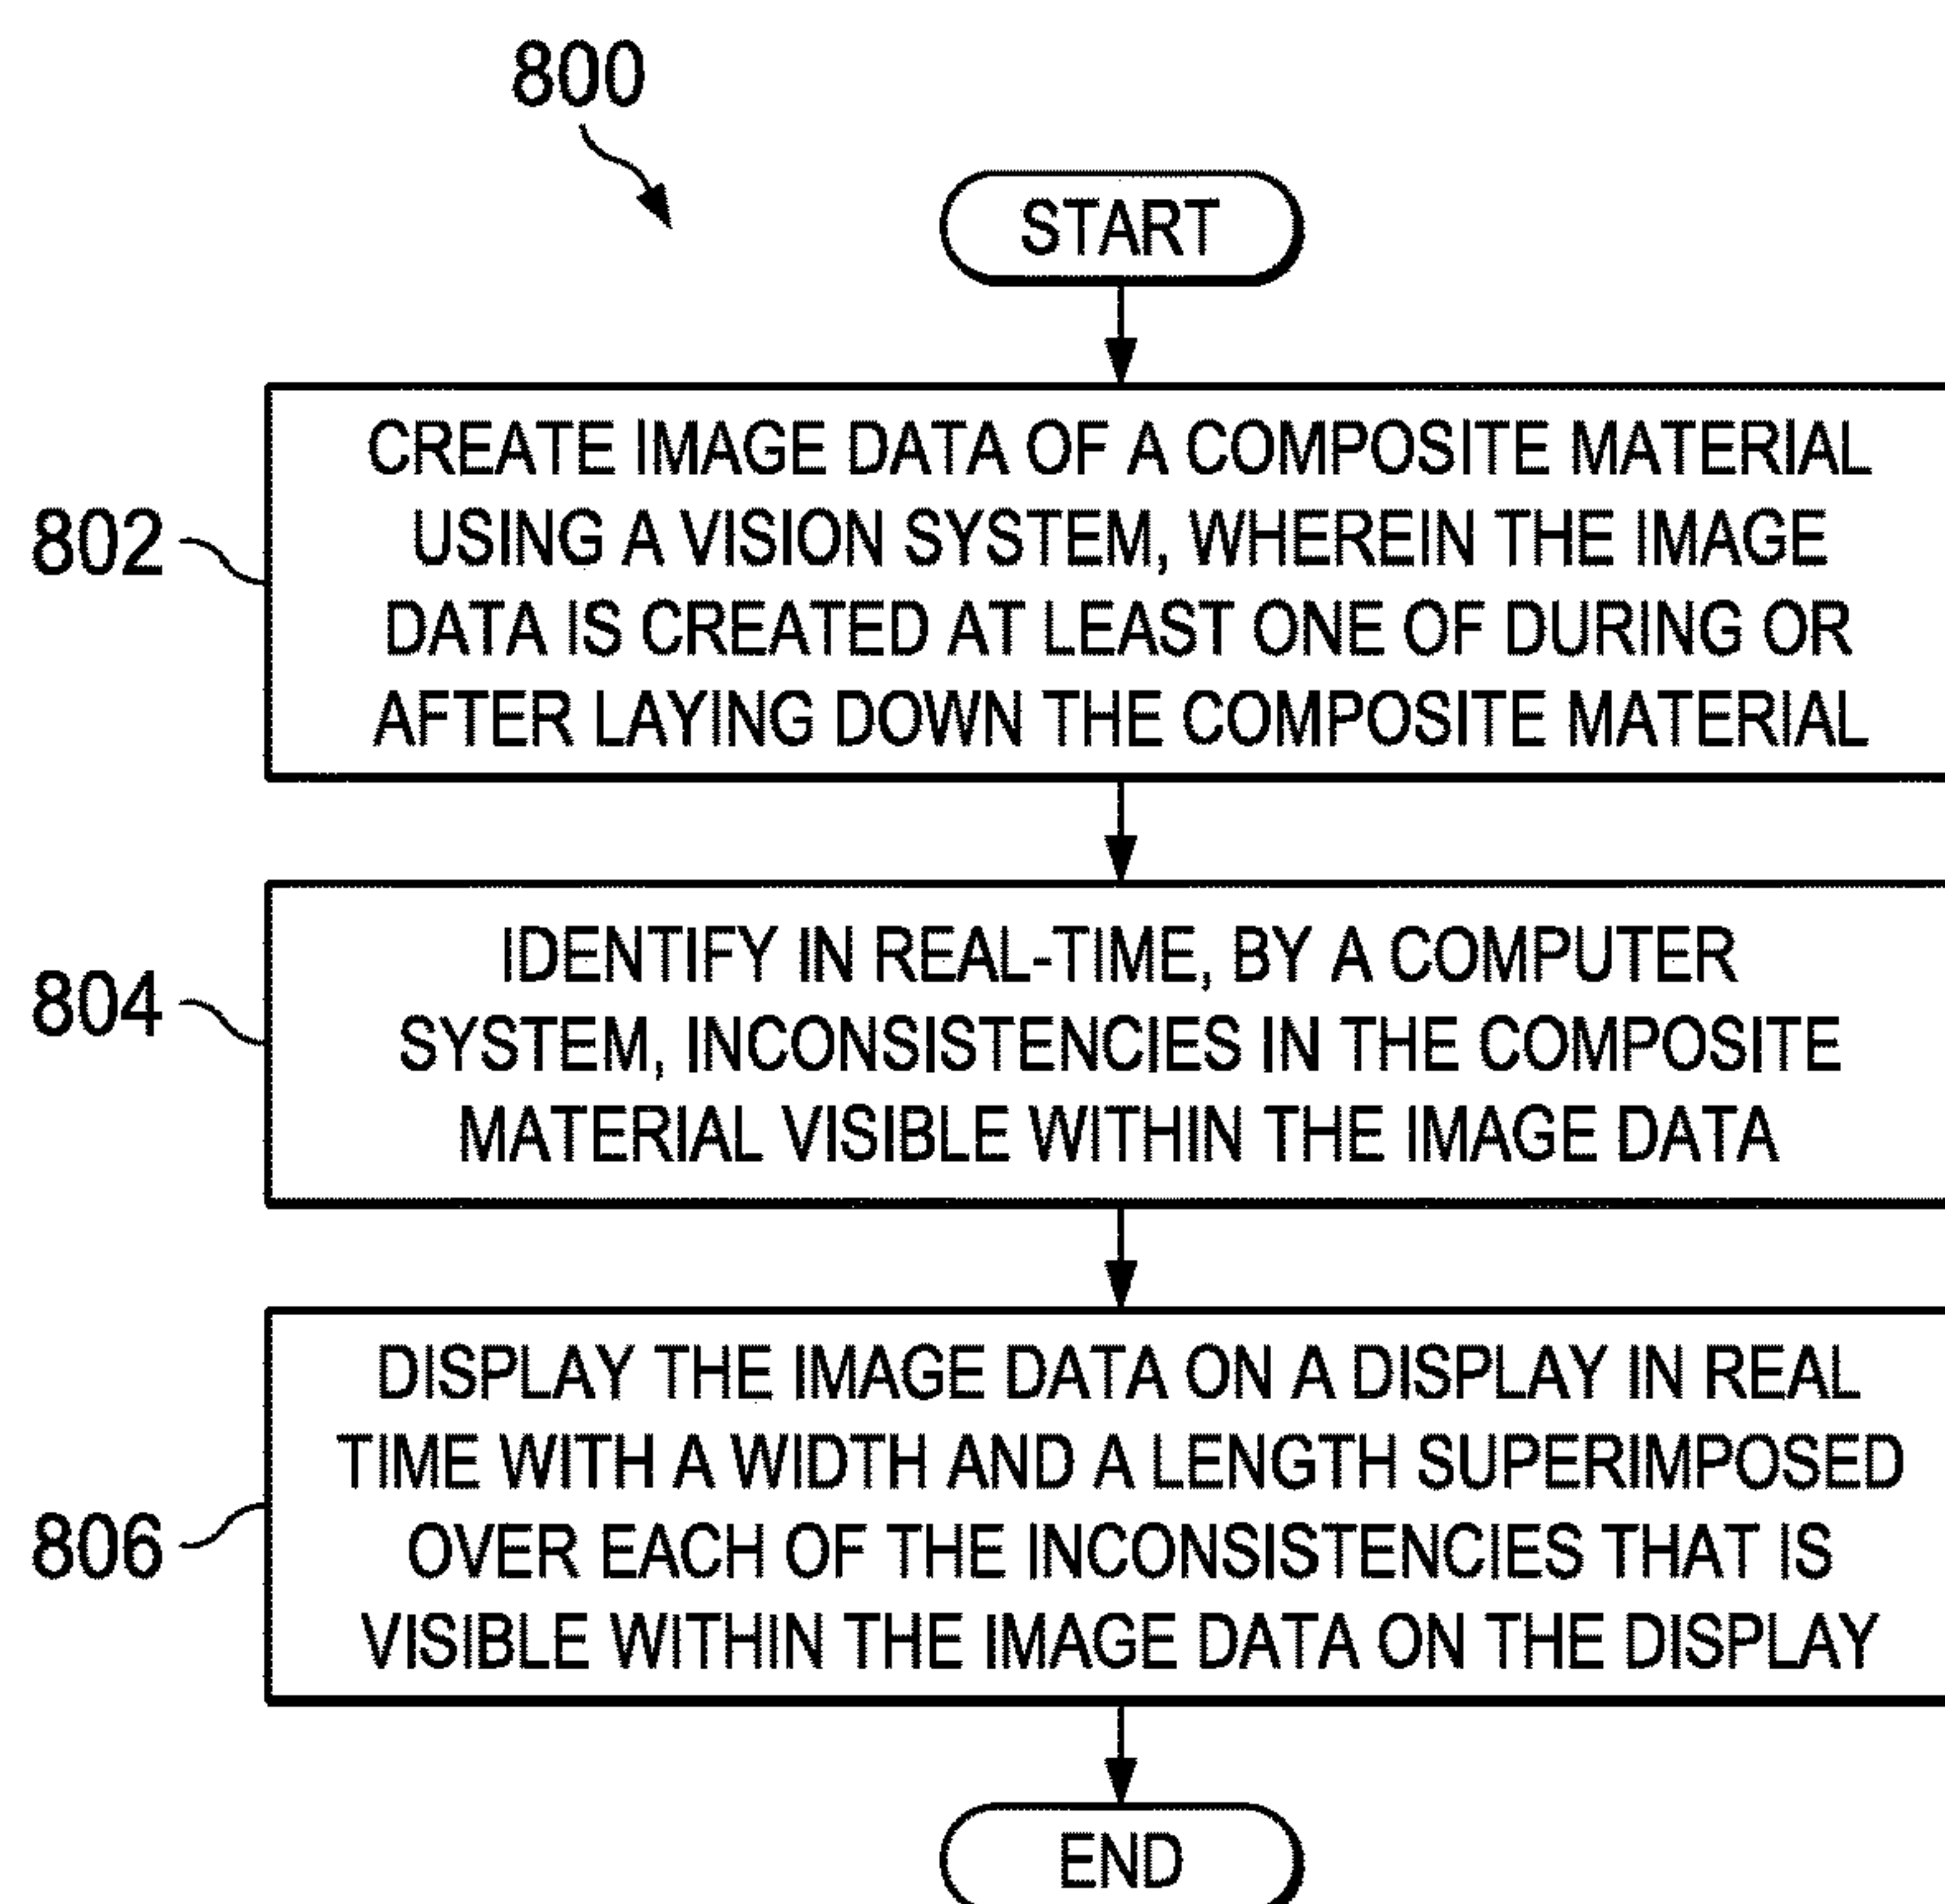 800
START
802
CREATE IMAGE DATA OF A COMPOSITE MATERIAL
USING A VISION SYSTEM, WHEREIN THE IMAGE
DATA IS CREATED AT LEAST ONE OF DURING OR
AFTER LAYING DOWN THE COMPOSITE MATERIAL
804
IDENTIFY IN REAL-TIME, BY A COMPUTER
SYSTEM, INCONSISTENCIES IN THE COMPOSITE
MATERIAL VISIBLE WITHIN THE IMAGE DATA
806
DISPLAY THE IMAGE DATA ON A DISPLAY IN REAL
TIME WITH A WIDTH AND A LENGTH SUPERIMPOSED
OVER EACH OF THE INCONSISTENCIES THAT IS
VISIBLE WITHIN THE IMAGE DATA ON THE DISPLAY
END